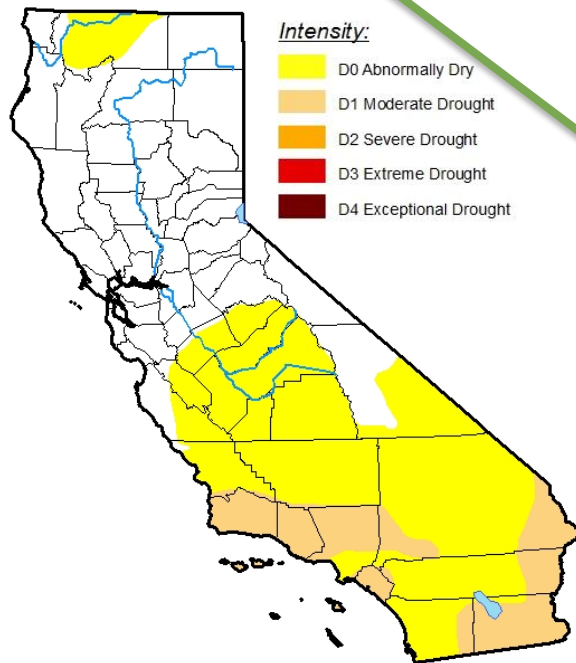 Intensity:
D0 Abnormally Dry
D1 Moderate Drought
D2 Severe Drought
D3 Extreme Drought
D4 Exceptional Drought